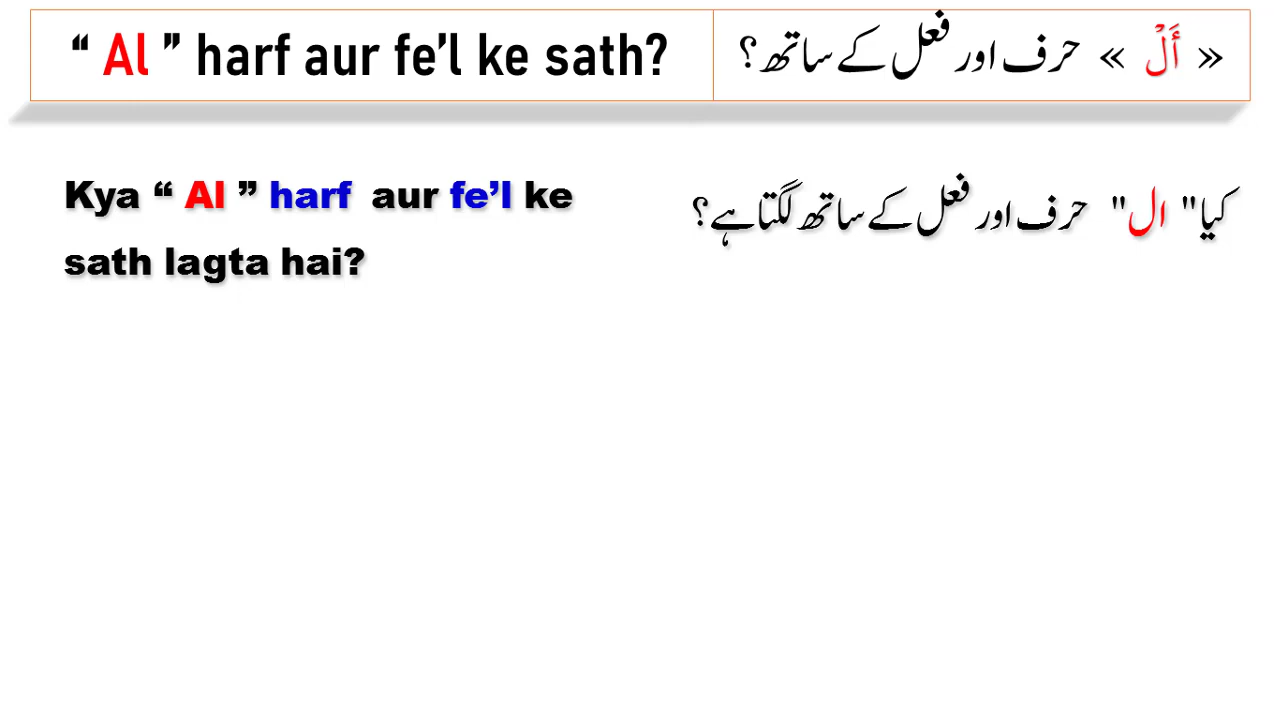 “ Al ” harf aur fe’l ke sath?
« أَلْ » حرف اور فعل کے ساتھ؟
Kya “ Al ” harf aur fe’l ke
sath lagta hai?
کیا "ال" حرف اور فعل کے ساتھ لگتا ہے؟